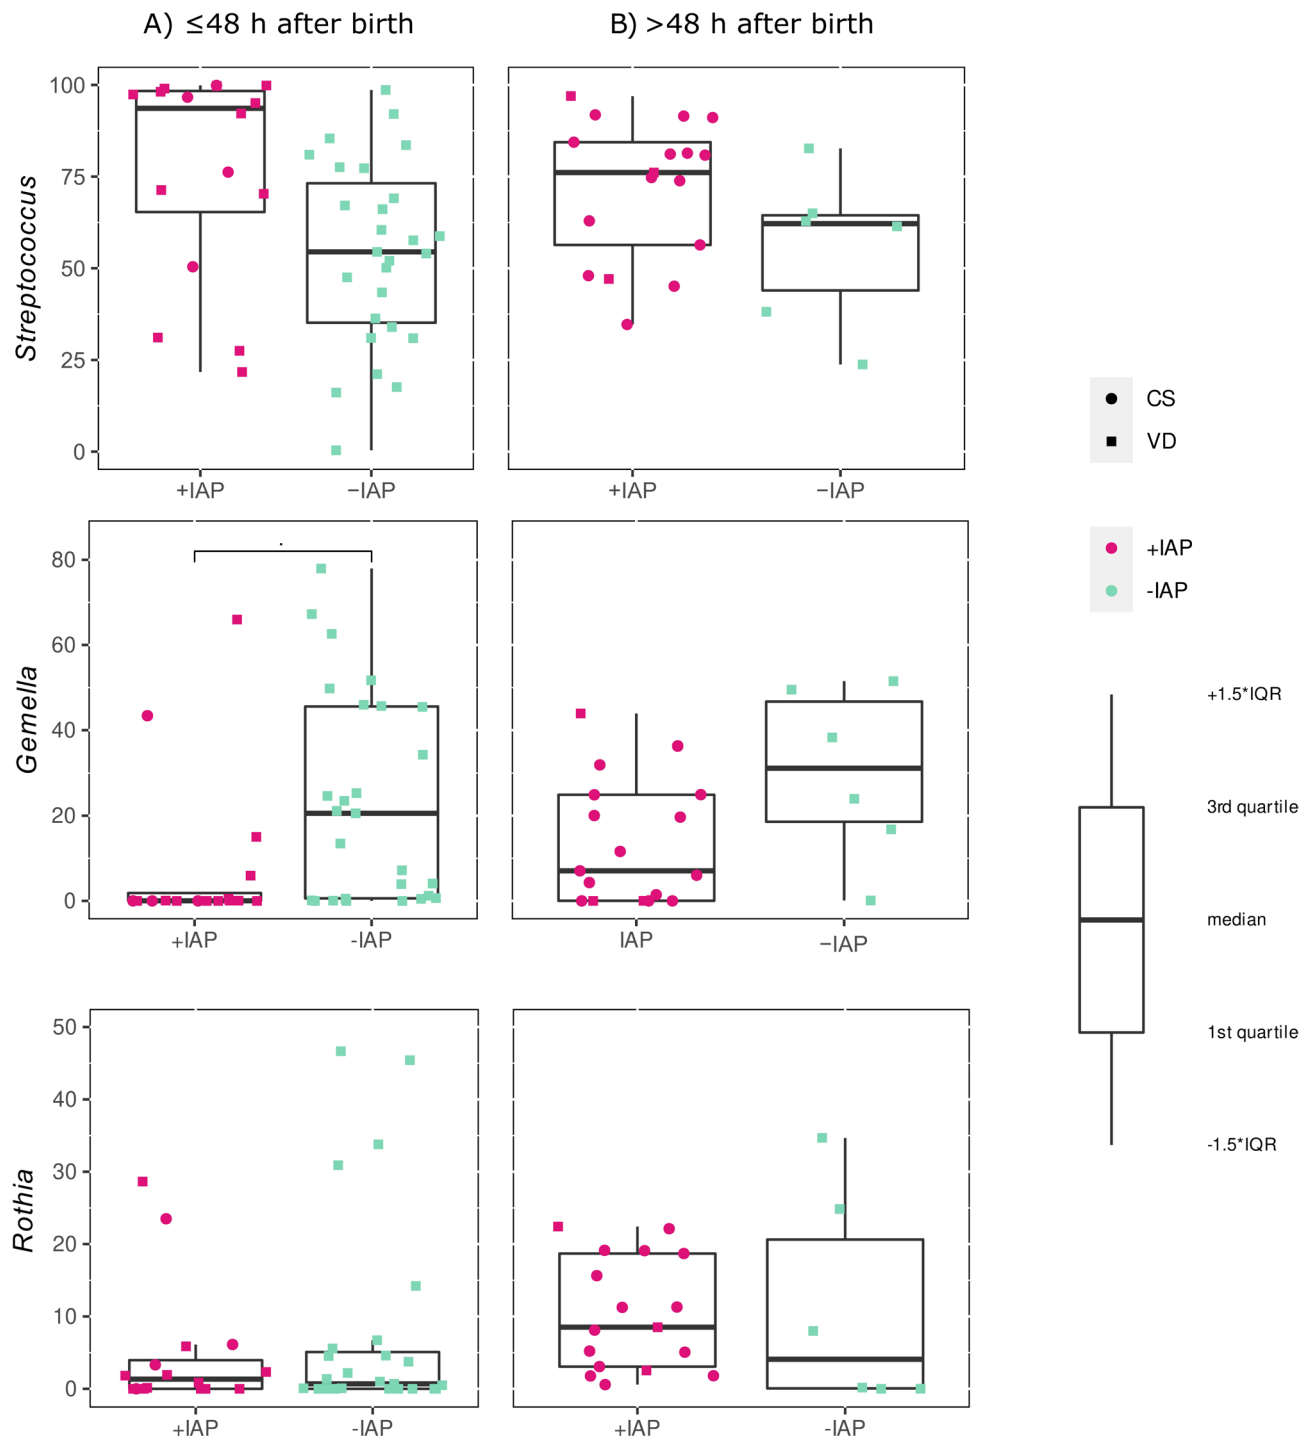 A) ≤48 h after birth
B) >48 h after birth
Streptococcus
100
75
50
25
0
+IAP
−IAP
+IAP
−IAP
CS
VD
+IAP
-IAP
Gemella
80
60
40
20
0
.
+IAP
-IAP
IAP
−IAP
+1.5*IQR
3rd quartile
median
1st quartile
-1.5*IQR
Rothia
50
40
30
20
10
0
+IAP
-IAP
+IAP
-IAP